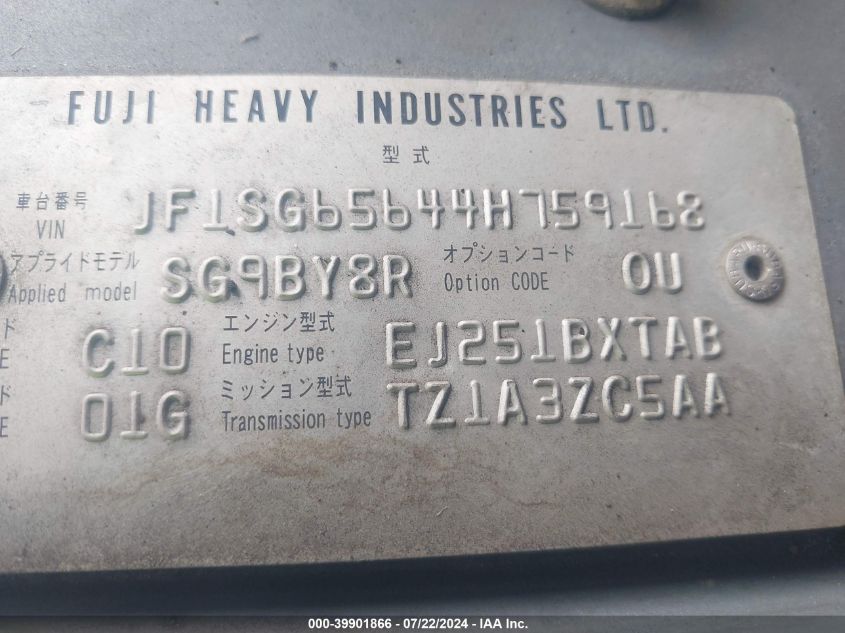 FUJI HEAVY INDUSTRIES LTD.
型式
車台番号 JF1SG65644H759168
VIN
アプライドモデル SG9BY8R オプションコード OU
Applied model Option CODE
ド C10 エンジン型式 EJ251BXTAB
E Engine type
ド 01G ミッション型式 TZ1A3ZC5AA
E Transmission type
000-39901866 - 07/22/2024 - IAA Inc.